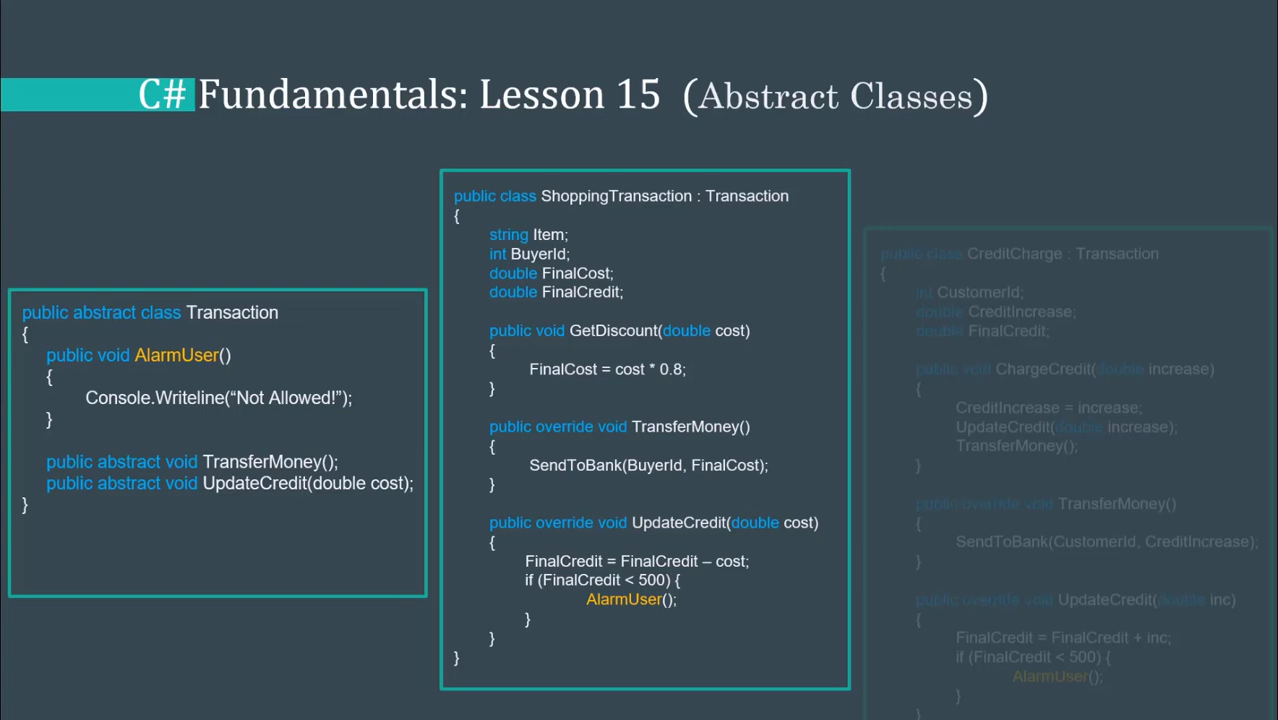 C# Fundamentals: Lesson 15 (Abstract Classes)
public abstract class Transaction
{
public void AlarmUser()
{
Console.Writeline(“Not Allowed!”);
}
public abstract void TransferMoney();
public abstract void UpdateCredit(double cost);
}
public class ShoppingTransaction : Transaction
{
string Item;
int BuyerId;
double FinalCost;
double FinalCredit;
public void GetDiscount(double cost)
{
FinalCost = cost * 0.8;
}
public override void TransferMoney()
{
SendToBank(BuyerId, FinalCost);
}
public override void UpdateCredit(double cost)
{
FinalCredit = FinalCredit – cost;
if (FinalCredit < 500) {
AlarmUser();
}
}
}
public class CreditCharge : Transaction
{
int CustomerId;
double CreditIncrease;
double FinalCredit;
public void ChargeCredit(double increase)
{
CreditIncrease = increase;
UpdateCredit(double increase);
TransferMoney();
}
public override void TransferMoney()
{
SendToBank(CustomerId, CreditIncrease);
}
public override void UpdateCredit(double inc)
{
FinalCredit = FinalCredit + inc;
if (FinalCredit < 500) {
AlarmUser();
}
}